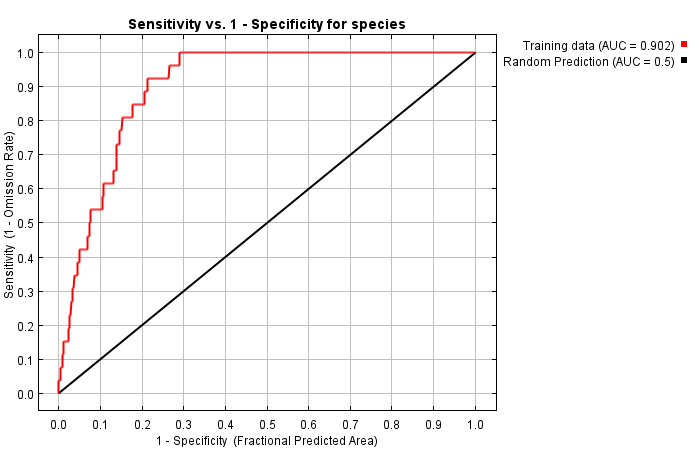 Sensitivity vs. 1 - Specificity for species
Training data (AUC = 0.902)
Random Prediction (AUC = 0.5)
Sensitivity (1 - Omission Rate)
1.0
0.9
0.8
0.7
0.6
0.5
0.4
0.3
0.2
0.1
0.0
0.0 0.1 0.2 0.3 0.4 0.5 0.6 0.7 0.8 0.9 1.0
1 - Specificity (Fractional Predicted Area)